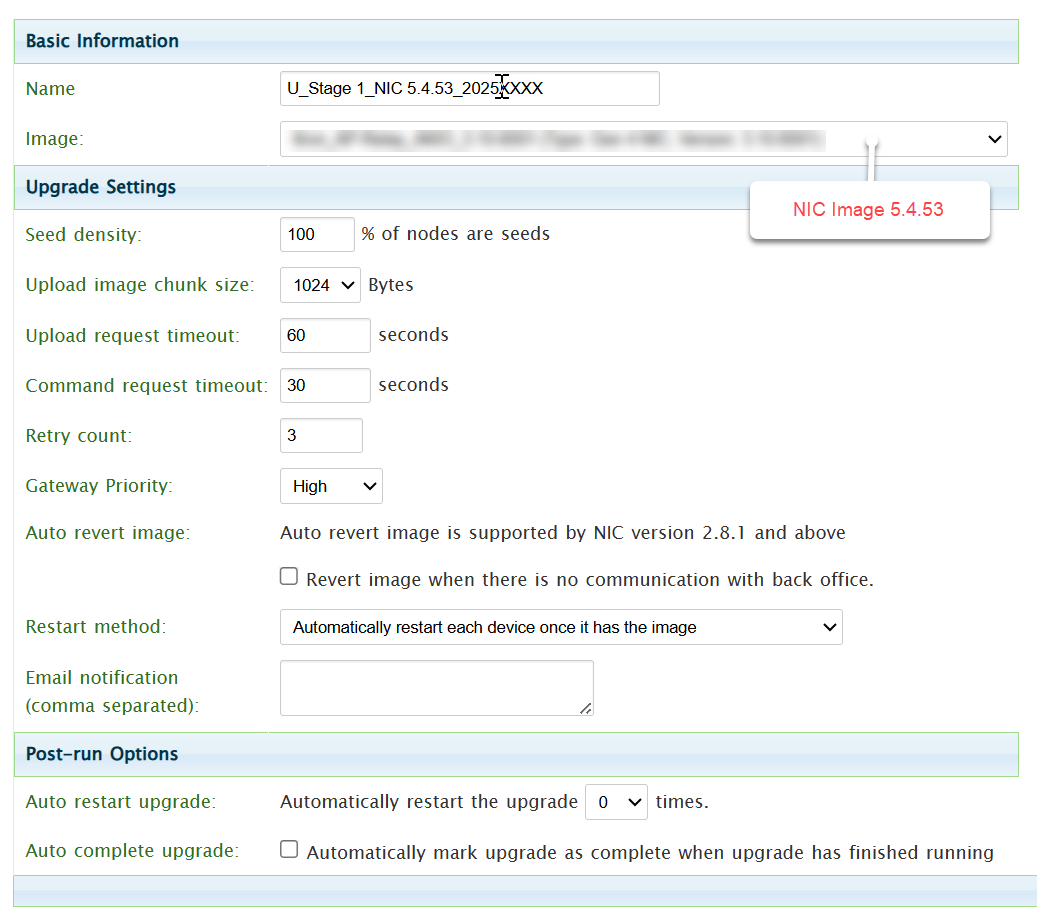 Basic Information
Name
U_Stage 1_NIC 5.4.53_2025XXXX
Image:
Upgrade Settings
NIC Image 5.4.53
Seed density:
100 % of nodes are seeds
Upload image chunk size:
1024 Bytes
Upload request timeout:
60 seconds
Command request timeout:
30 seconds
Retry count:
3
Gateway Priority:
High
Auto revert image:
Auto revert image is supported by NIC version 2.8.1 and above
Revert image when there is no communication with back office.
Restart method:
Automatically restart each device once it has the image
Email notification
(comma separated):
Post-run Options
Auto restart upgrade:
Automatically restart the upgrade 0 times.
Auto complete upgrade:
Automatically mark upgrade as complete when upgrade has finished running